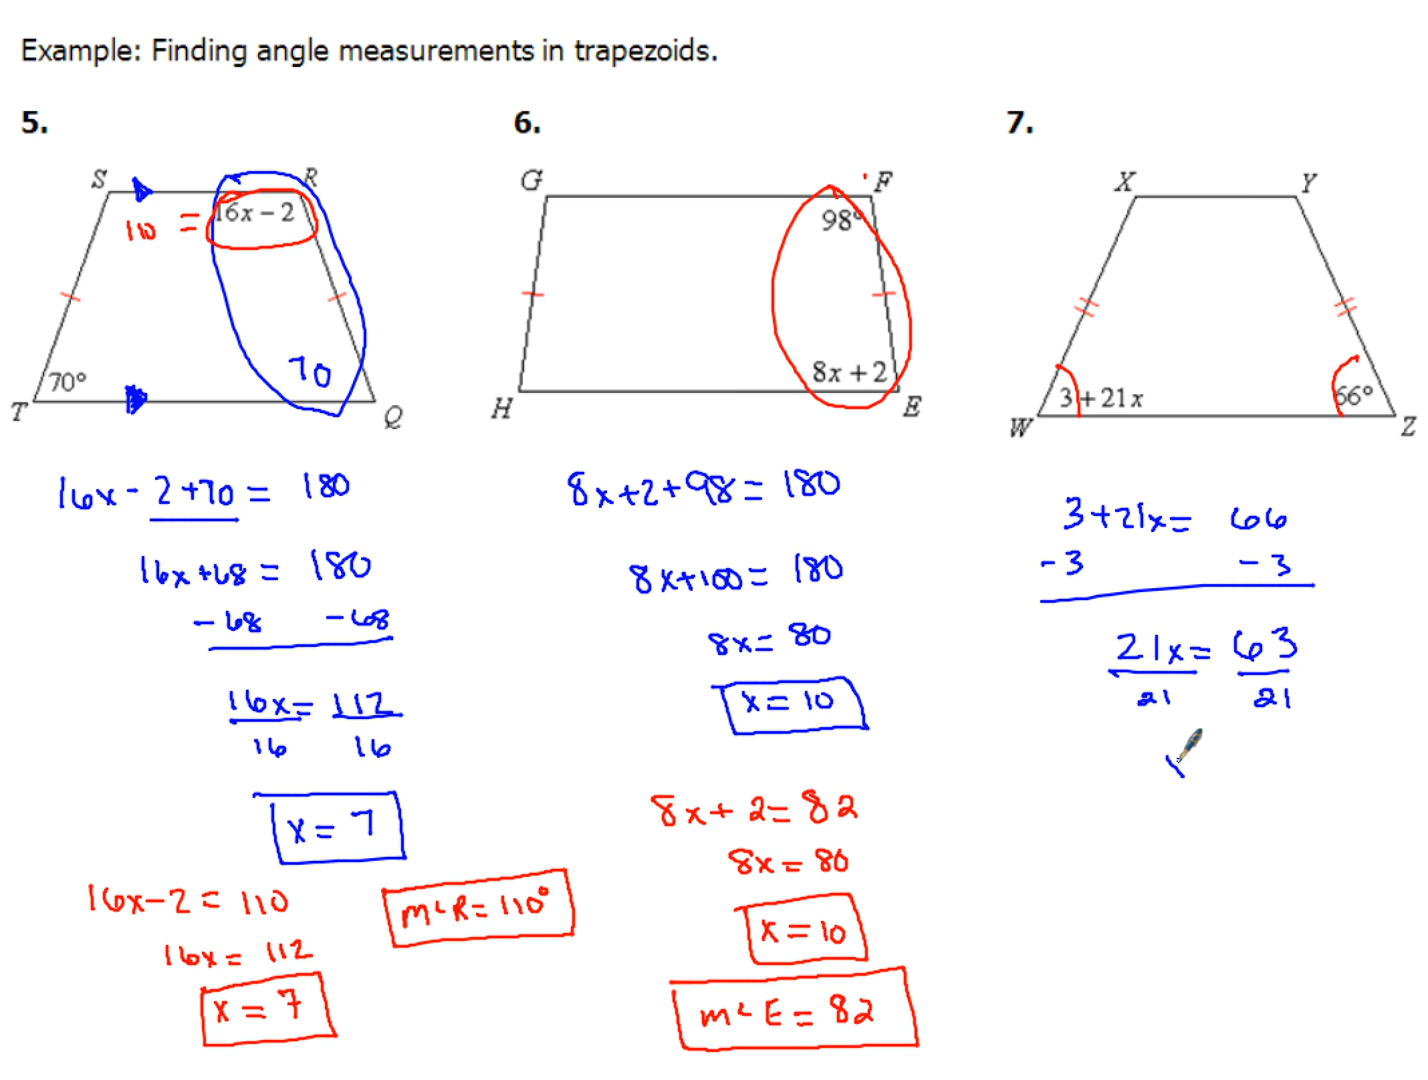 Example: Finding angle measurements in trapezoids.
5.
S
R
110 =
16x − 2
70°
70
T
Q
16x - 2 + 70 = 180
16x + 68 = 180
- 68 - 68
16x = 112
16 16
x = 7
16x - 2 = 110
m∠R = 110°
16x = 112
x = 7
6.
G
F
98°
8x + 2
H
E
8x + 2 + 98 = 180
8x + 100 = 180
8x = 80
x = 10
8x + 2 = 82
8x = 80
x = 10
m∠E = 82
7.
X
Y
3 + 21x
66°
W
Z
3 + 21x = 66
- 3 - 3
21x = 63
21 21